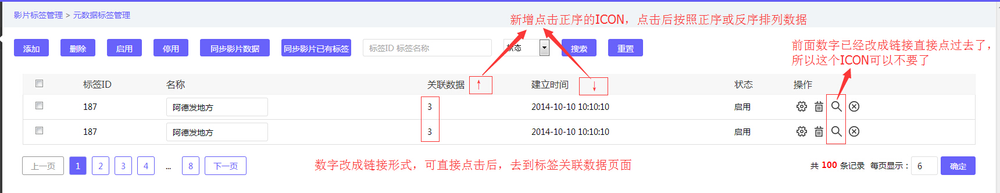 影片标签管理 > 元数据标签管理
新增点击正序的ICON，点击后按照正序或反序排列数据
添加 删除 启用 停用 同步影片数据 同步影片已有标签 标签ID 标签名称 状态 搜索 重置
前面数字已经改成链接直接点过去了，
所以这个ICON可以不要了
标签ID 名称 关联数据 ↑ 建立时间 ↓ 状态 操作
187 阿德发地方 3 2014-10-10 10:10:10 启用
187 阿德发地方 3 2014-10-10 10:10:10 启用
上一页 1 2 3 4 ... 8 下一页
数字改成链接形式，可直接点击后，去到标签关联数据页面
共 100 条记录 每页显示： 6 确定